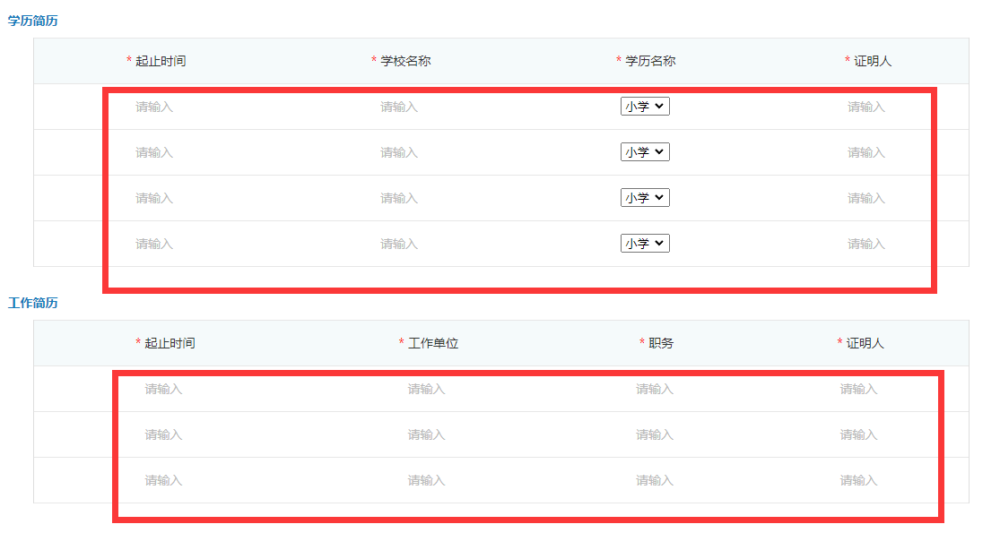 学历简历
* 起止时间 * 学校名称 * 学历名称 * 证明人
请输入 请输入 小学 请输入
请输入 请输入 小学 请输入
请输入 请输入 小学 请输入
请输入 请输入 小学 请输入
工作简历
* 起止时间 * 工作单位 * 职务 * 证明人
请输入 请输入 请输入 请输入
请输入 请输入 请输入 请输入
请输入 请输入 请输入 请输入